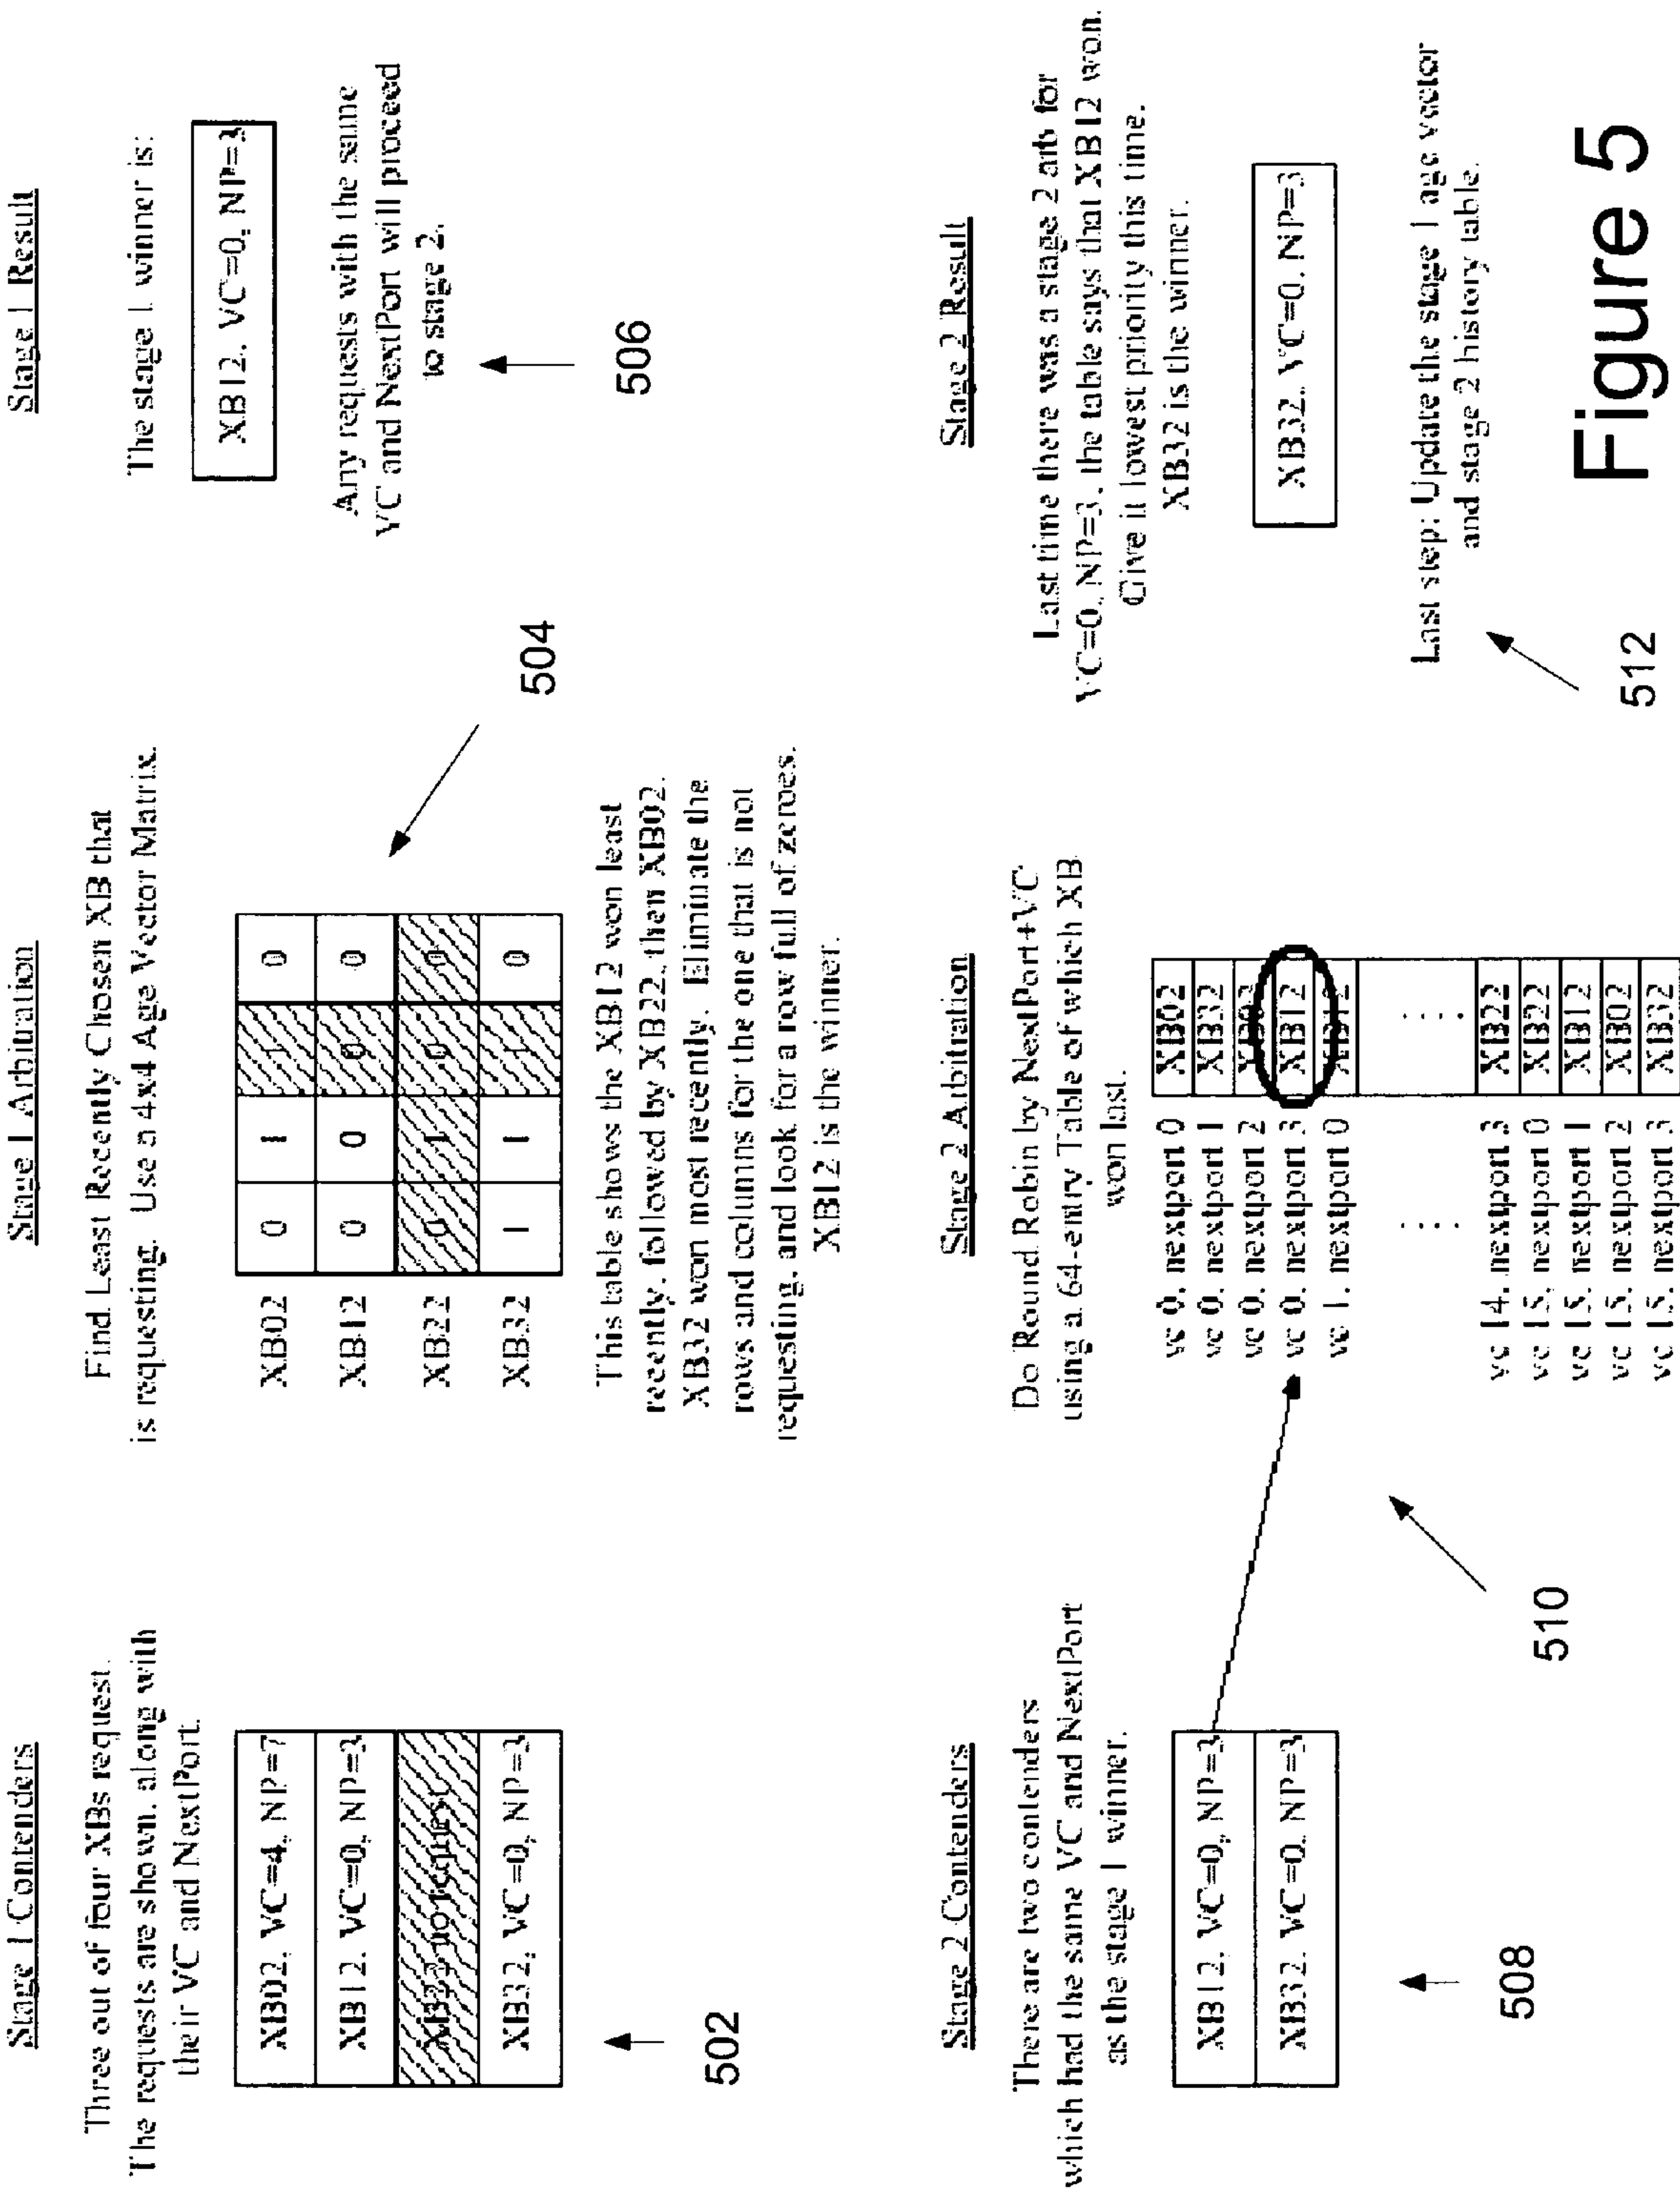 Stage 1 Contenders
Three out of four XBs request.
The requests are shown, along with
their VC and NextPort.
XB02, VC=4, NP=7
XB12, VC=0, NP=3
no request
XB32, VC=0, NP=3
502
Stage 1 Arbitration
Find Least Recently Chosen XB that
is requesting. Use a 4x4 Age Vector Matrix.
XB02 0 1 1 0
XB12 0 0 0 0
XB22 0 1 0 0
XB32 1 1 1 0
This table shows the XB12 won least
recently, followed by XB22, then XB02.
XB32 won most recently. Eliminate the
rows and columns for the one that is not
requesting, and look for a row full of zeroes.
XB12 is the winner.
504
Stage 1 Result
The stage 1 winner is:
XB12, VC=0, NP=3
Any requests with the same
VC and NextPort will proceed
to stage 2.
506
Stage 2 Contenders
There are two contenders
which had the same VC and NextPort
as the stage 1 winner.
XB12, VC=0, NP=3
XB32, VC=0, NP=3
508
Stage 2 Arbitration
Do Round Robin by NextPort+VC
using a 64-entry Table of which XB
won last.
vc 0, nextport 0 XB02
vc 0, nextport 1 XB32
vc 0, nextport 2
vc 0, nextport 3 XB12
vc 1, nextport 0 XB12
vc 14, nextport 3 XB22
vc 15, nextport 0 XB22
vc 15, nextport 1 XB12
vc 15, nextport 2 XB02
vc 15, nextport 3 XB32
510
Stage 2 Result
Last time there was a stage 2 arb for
VC=0, NP=3, the table says that XB12 won.
Give it lowest priority this time.
XB32 is the winner.
XB32, VC=0, NP=3
Last step: Update the stage 1 age vector
and stage 2 history table.
512
Figure 5